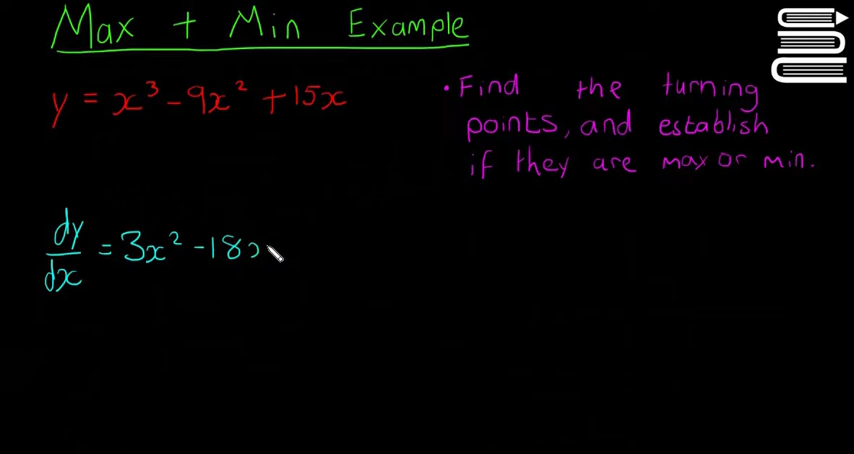 Max + Min Example
y = x³ - 9x² + 15x
• Find the turning
points, and establish
if they are max or min.
dy/dx = 3x² - 18x